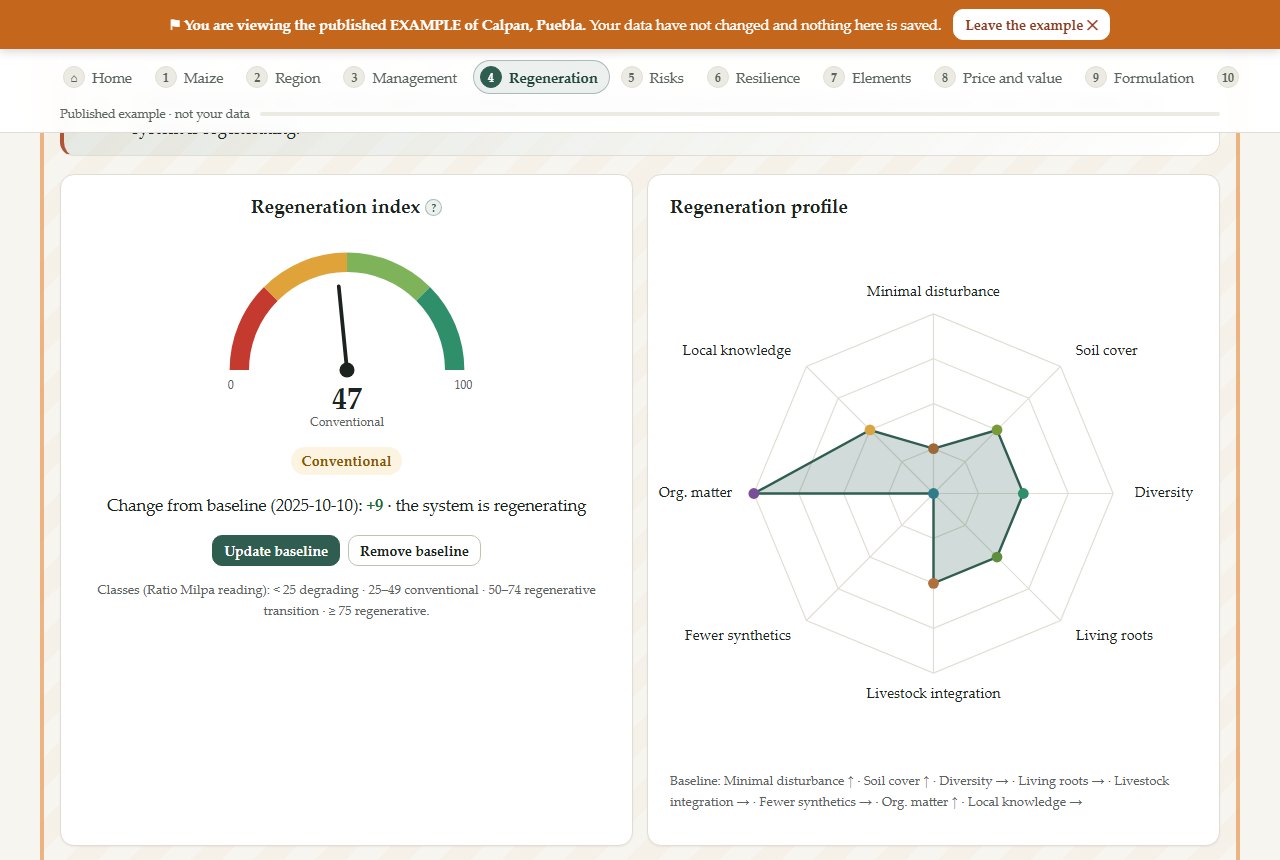 ⚑ You are viewing the published EXAMPLE of Calpan, Puebla. Your data have not changed and nothing here is saved. Leave the example ✕
⌂ Home 1 Maize 2 Region 3 Management 4 Regeneration 5 Risks 6 Resilience 7 Elements 8 Price and value 9 Formulation 10
Published example · not your data
system is regenerating.
Regeneration index ?
0 100
47
Conventional
Conventional
Change from baseline (2025-10-10): +9 · the system is regenerating
Update baseline Remove baseline
Classes (Ratio Milpa reading): < 25 degrading · 25–49 conventional · 50–74 regenerative
transition · ≥ 75 regenerative.
Regeneration profile
Minimal disturbance
Local knowledge Soil cover
Org. matter Diversity
Fewer synthetics Living roots
Livestock integration
Baseline: Minimal disturbance ↑ · Soil cover ↑ · Diversity → · Living roots → · Livestock
integration → · Fewer synthetics → · Org. matter ↑ · Local knowledge →